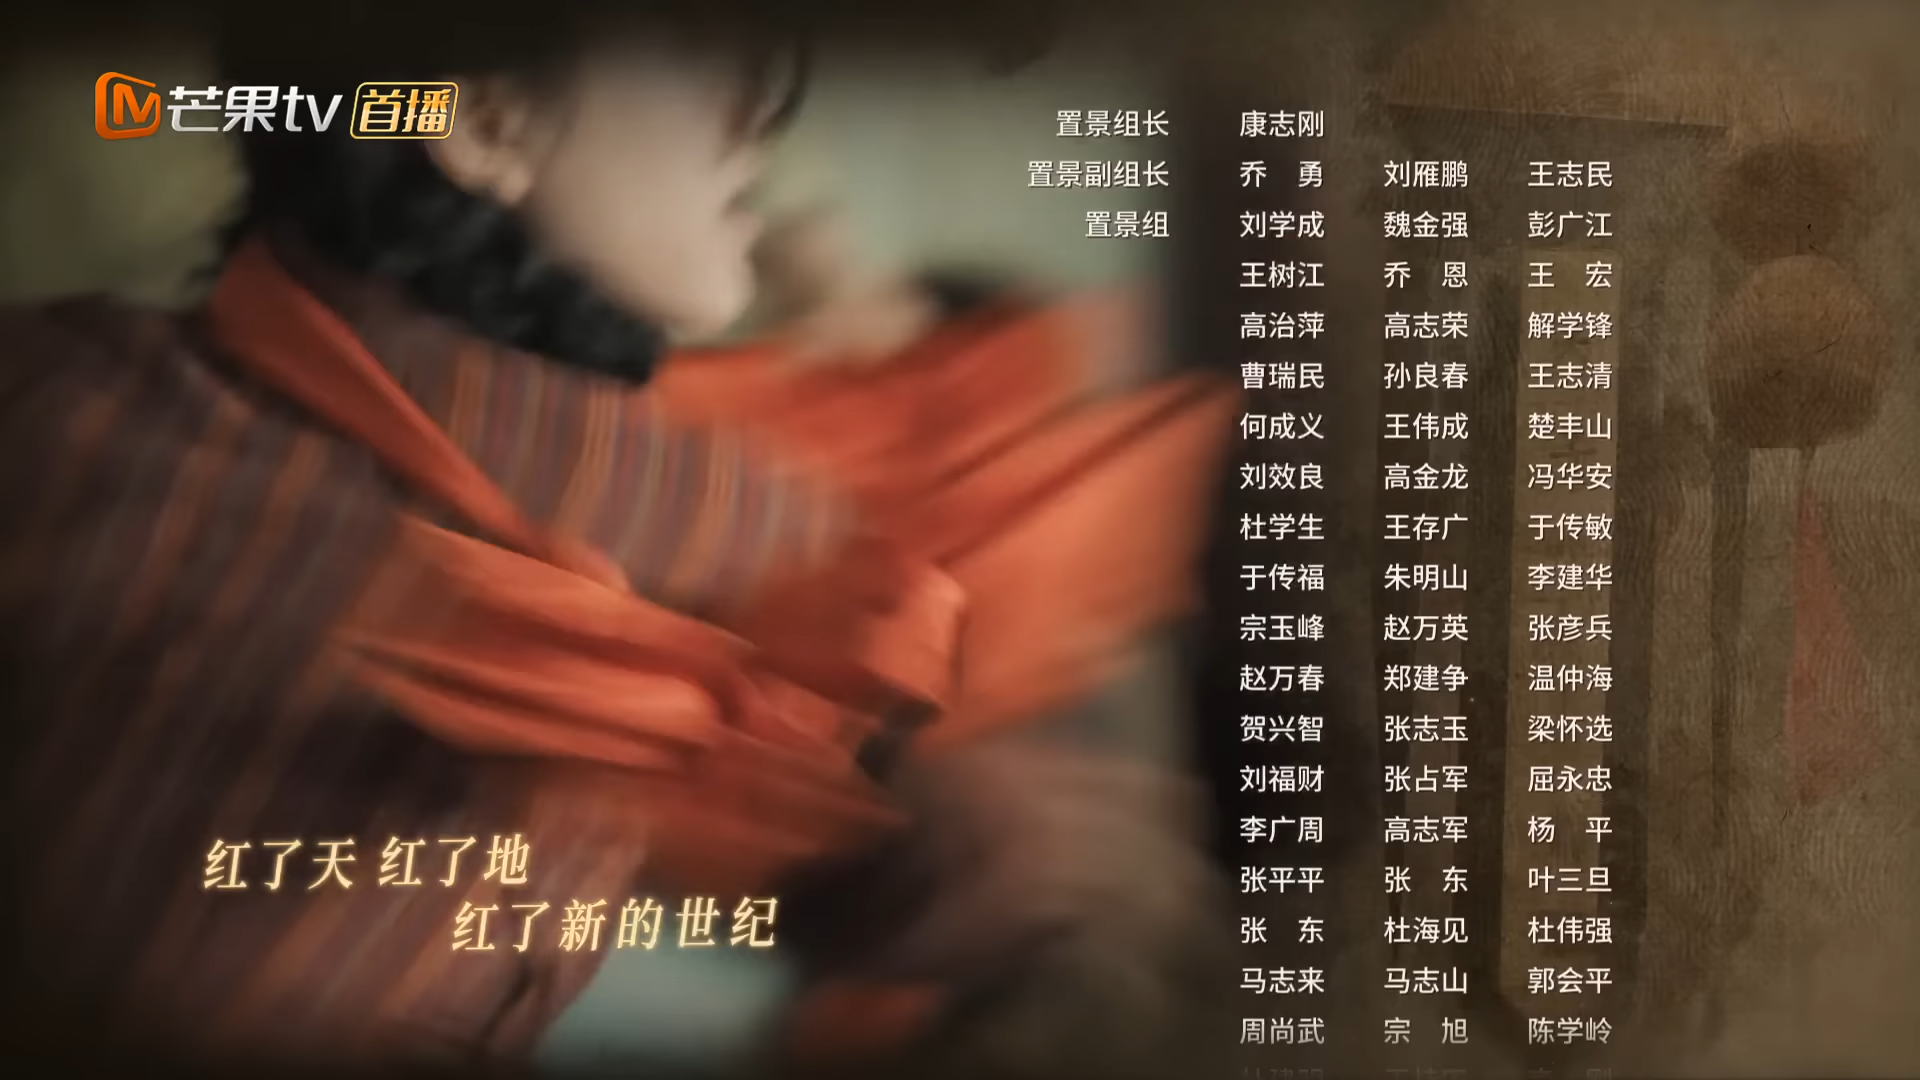 芒果tv 首播
置景组长 康志刚
置景副组长 乔 勇 刘雁鹏 王志民
置景组 刘学成 魏金强 彭广江
王树江 乔 恩 王 宏
高治萍 高志荣 解学锋
曹瑞民 孙良春 王志清
何成义 王伟成 楚丰山
刘效良 高金龙 冯华安
杜学生 王存广 于传敏
于传福 朱明山 李建华
宗玉峰 赵万英 张彦兵
赵万春 郑建争 温仲海
贺兴智 张志玉 梁怀选
刘福财 张占军 屈永忠
李广周 高志军 杨 平
张平平 张 东 叶三旦
张 东 杜海见 杜伟强
马志来 马志山 郭会平
周尚武 宗 旭 陈学岭
红了天 红了地
红了新的世纪